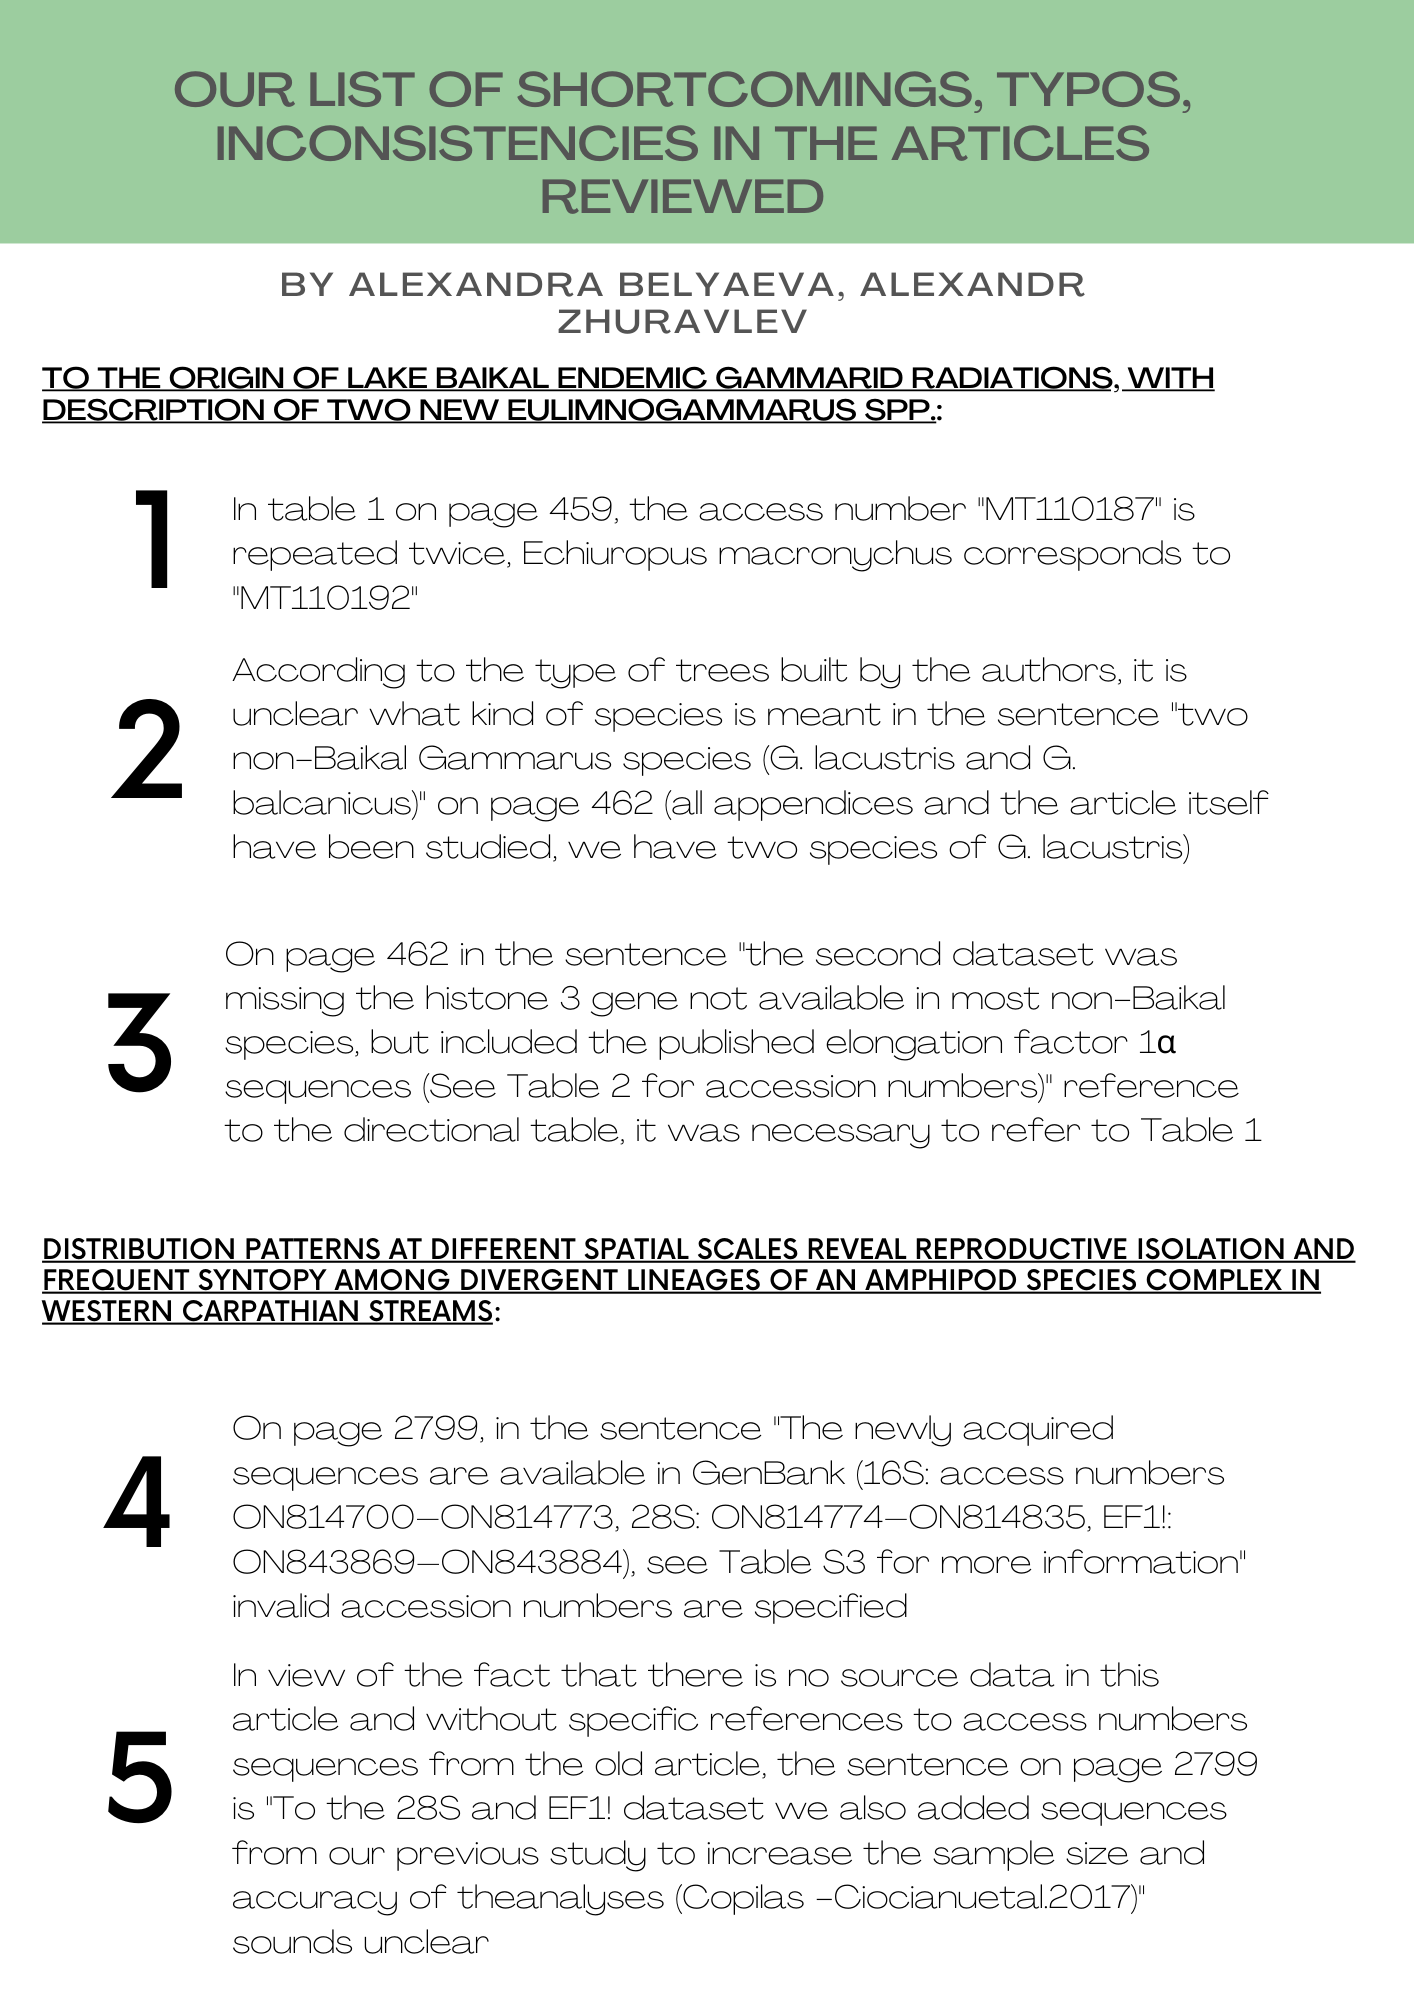 OUR LIST OF SHORTCOMINGS, TYPOS,
INCONSISTENCIES IN THE ARTICLES
REVIEWED
BY ALEXANDRA BELYAEVA, ALEXANDR
ZHURAVLEV
TO THE ORIGIN OF LAKE BAIKAL ENDEMIC GAMMARID RADIATIONS, WITH
DESCRIPTION OF TWO NEW EULIMNOGAMMARUS SPP.:
1
In table 1 on page 459, the access number "MT110187" is
repeated twice, Echiuropus macronychus corresponds to
"MT110192"
2
According to the type of trees built by the authors, it is
unclear what kind of species is meant in the sentence "two
non-Baikal Gammarus species (G. lacustris and G.
balcanicus)" on page 462 (all appendices and the article itself
have been studied, we have two species of G. lacustris)
3
On page 462 in the sentence "the second dataset was
missing the histone 3 gene not available in most non-Baikal
species, but included the published elongation factor 1α
sequences (See Table 2 for accession numbers)" reference
to the directional table, it was necessary to refer to Table 1
DISTRIBUTION PATTERNS AT DIFFERENT SPATIAL SCALES REVEAL REPRODUCTIVE ISOLATION AND
FREQUENT SYNTOPY AMONG DIVERGENT LINEAGES OF AN AMPHIPOD SPECIES COMPLEX IN
WESTERN CARPATHIAN STREAMS:
4
On page 2799, in the sentence "The newly acquired
sequences are available in GenBank (16S: access numbers
ON814700–ON814773, 28S: ON814774–ON814835, EF1!:
ON843869–ON843884), see Table S3 for more information"
invalid accession numbers are specified
5
In view of the fact that there is no source data in this
article and without specific references to access numbers
sequences from the old article, the sentence on page 2799
is "To the 28S and EF1! dataset we also added sequences
from our previous study to increase the sample size and
accuracy of theanalyses (Copilas -Ciocianuetal.2017)"
sounds unclear